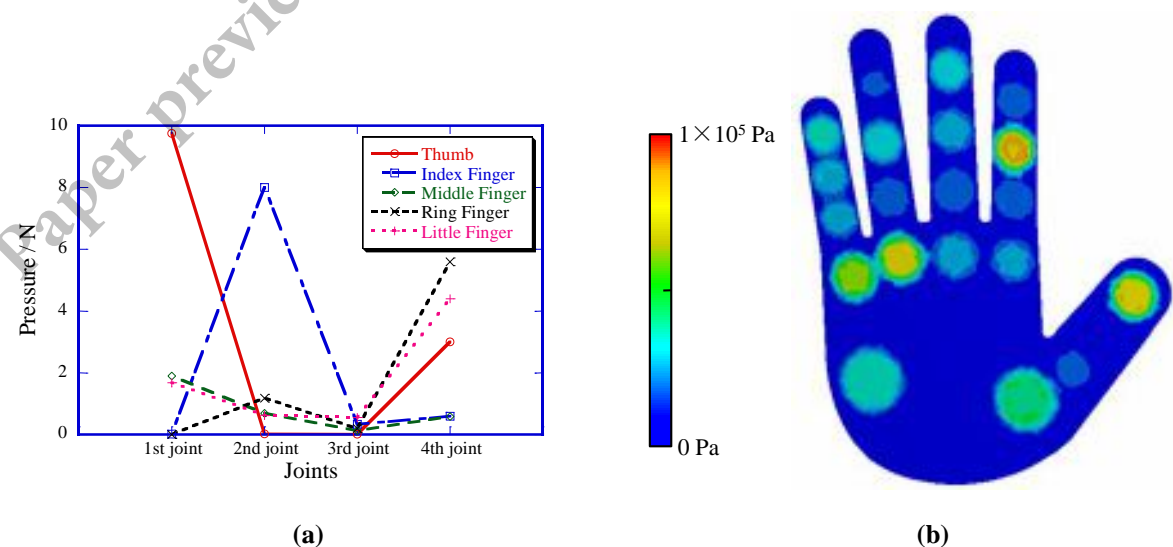 Paper previe
10
8
6
4
2
0
Pressure / N
Thumb
Index Finger
Middle Finger
Ring Finger
Little Finger
1st joint 2nd joint 3rd joint 4th joint
Joints
(a)
1×10⁵ Pa
0 Pa
(b)